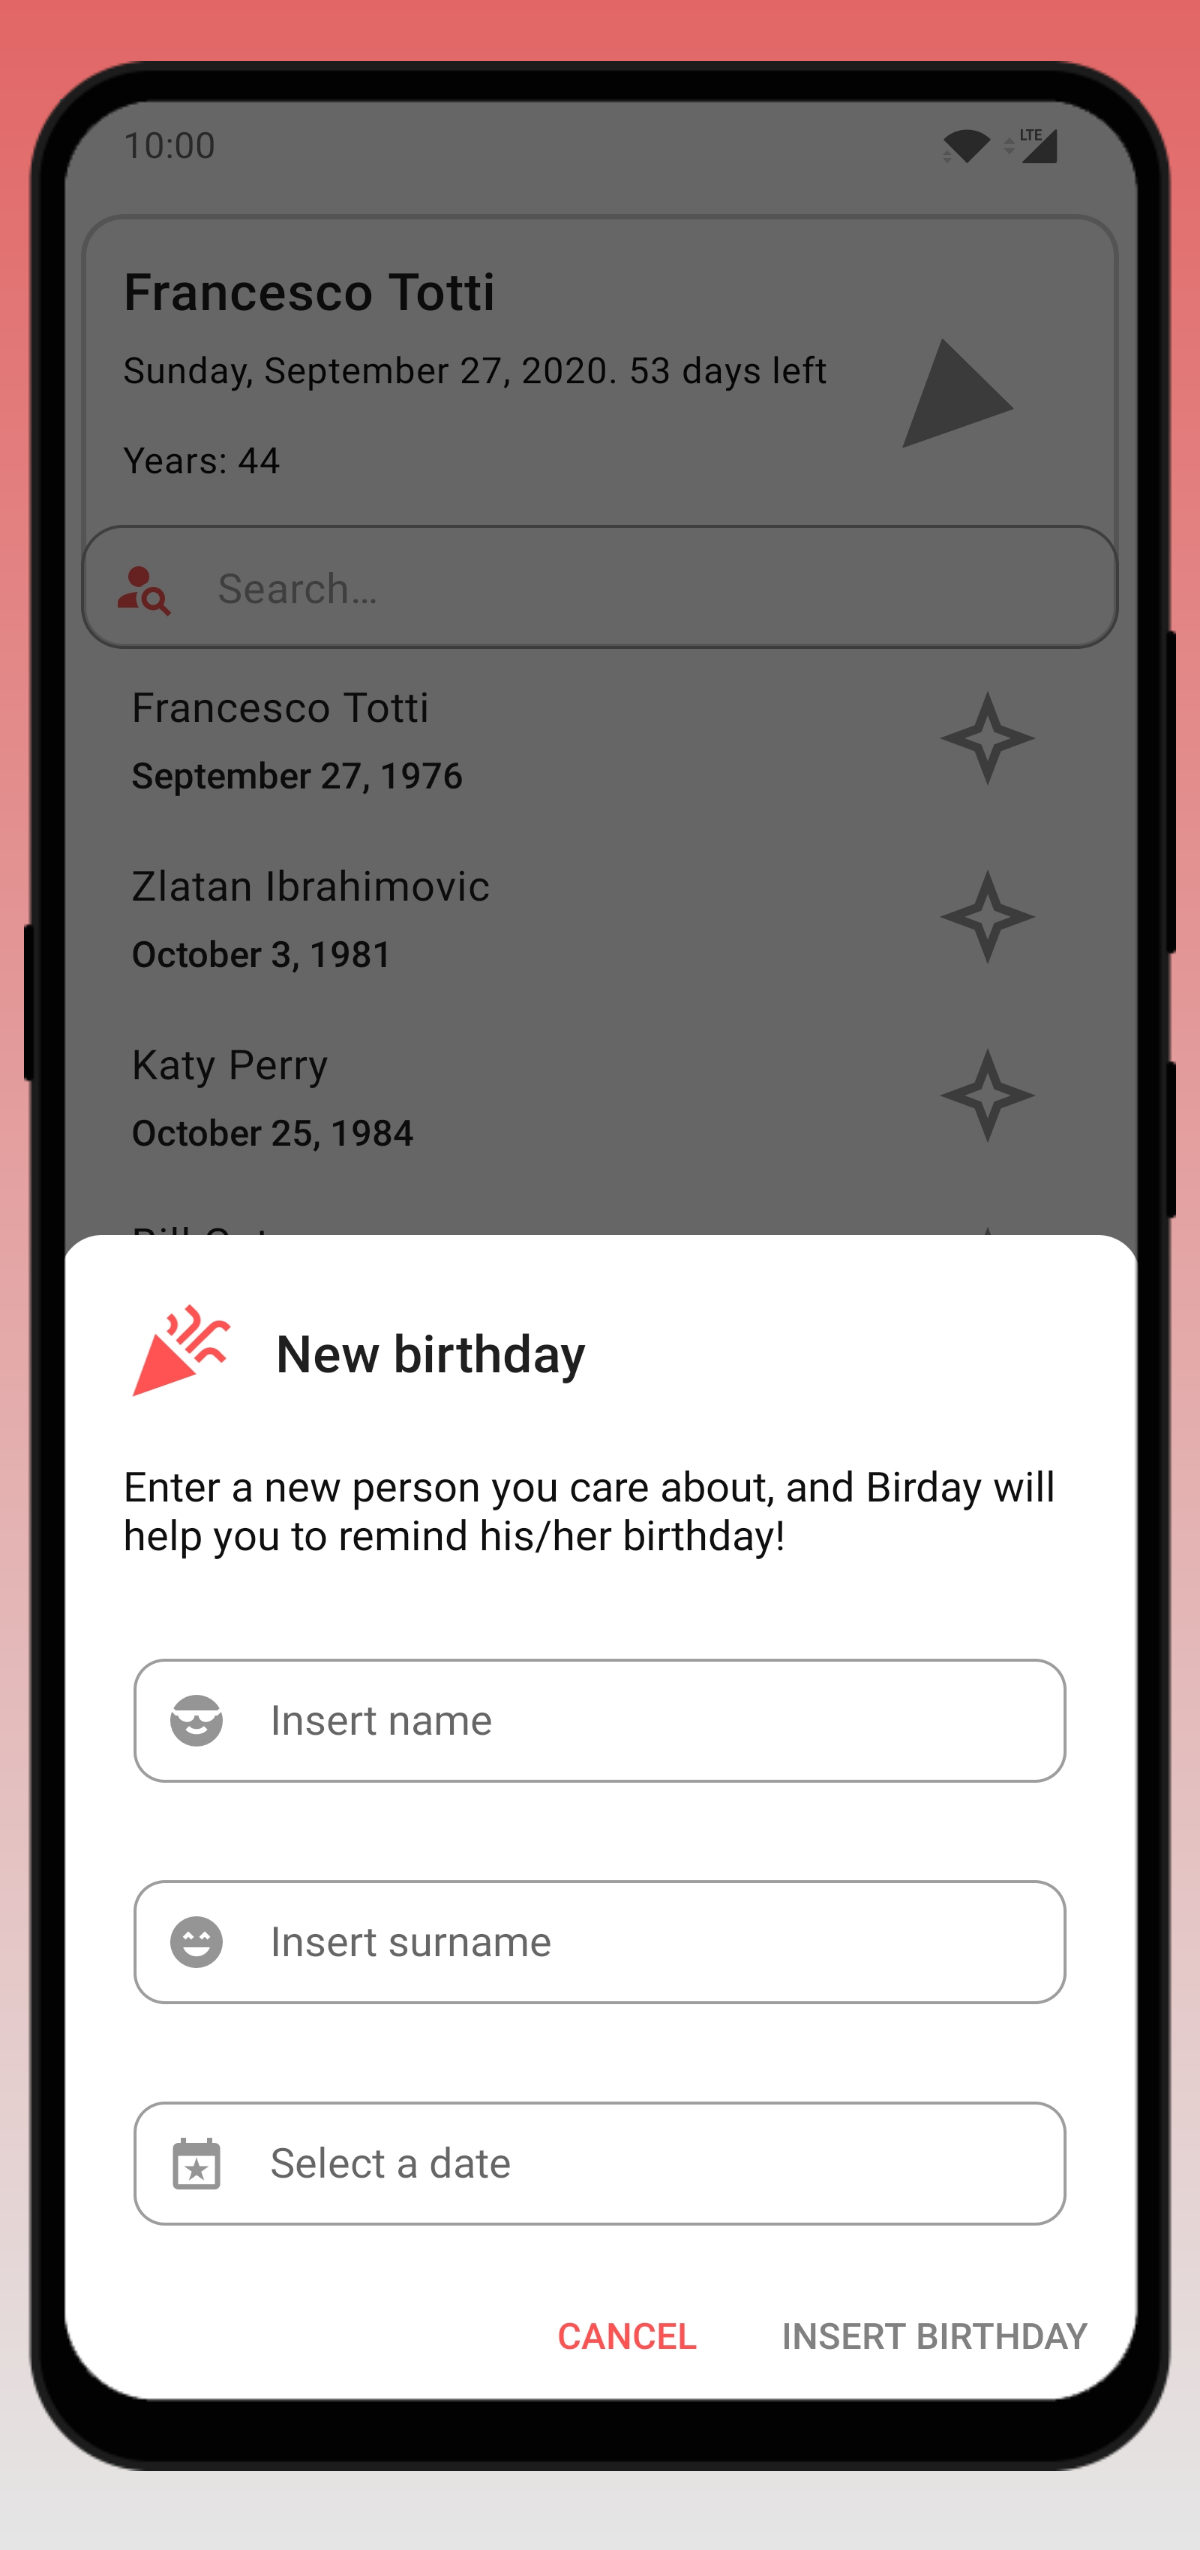 10:00
LTE
Francesco Totti
Sunday, September 27, 2020. 53 days left
Years: 44
Search...
Francesco Totti
September 27, 1976
Zlatan Ibrahimovic
October 3, 1981
Katy Perry
October 25, 1984
New birthday
Enter a new person you care about, and Birday will
help you to remind his/her birthday!
Insert name
Insert surname
Select a date
CANCEL INSERT BIRTHDAY